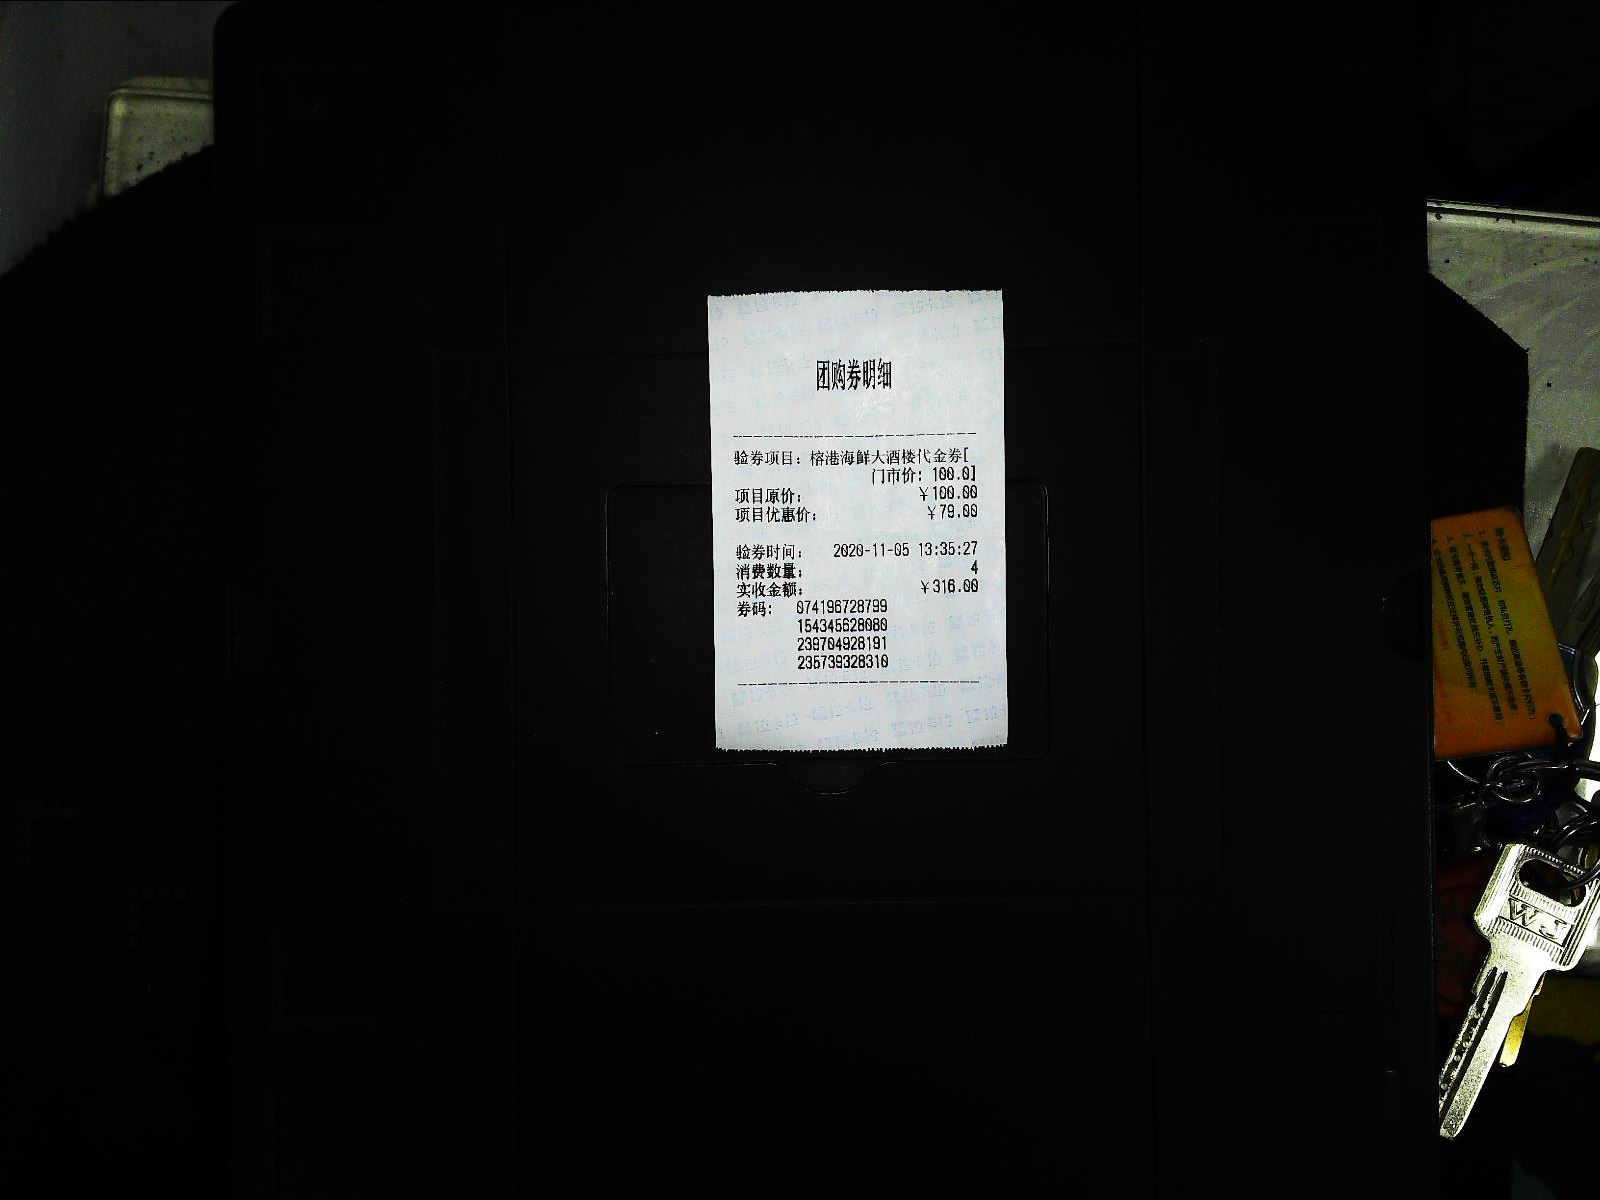 团购券明细
验券项目：榕港海鲜大酒楼代金券[
门市价：100.0]
项目原价： ￥100.00
项目优惠价： ￥79.00
验券时间： 2020-11-05 13:35:27
消费数量： 4
实收金额： ￥316.00
券码： 074196728799
154345628080
239704928191
235739328310
WJ